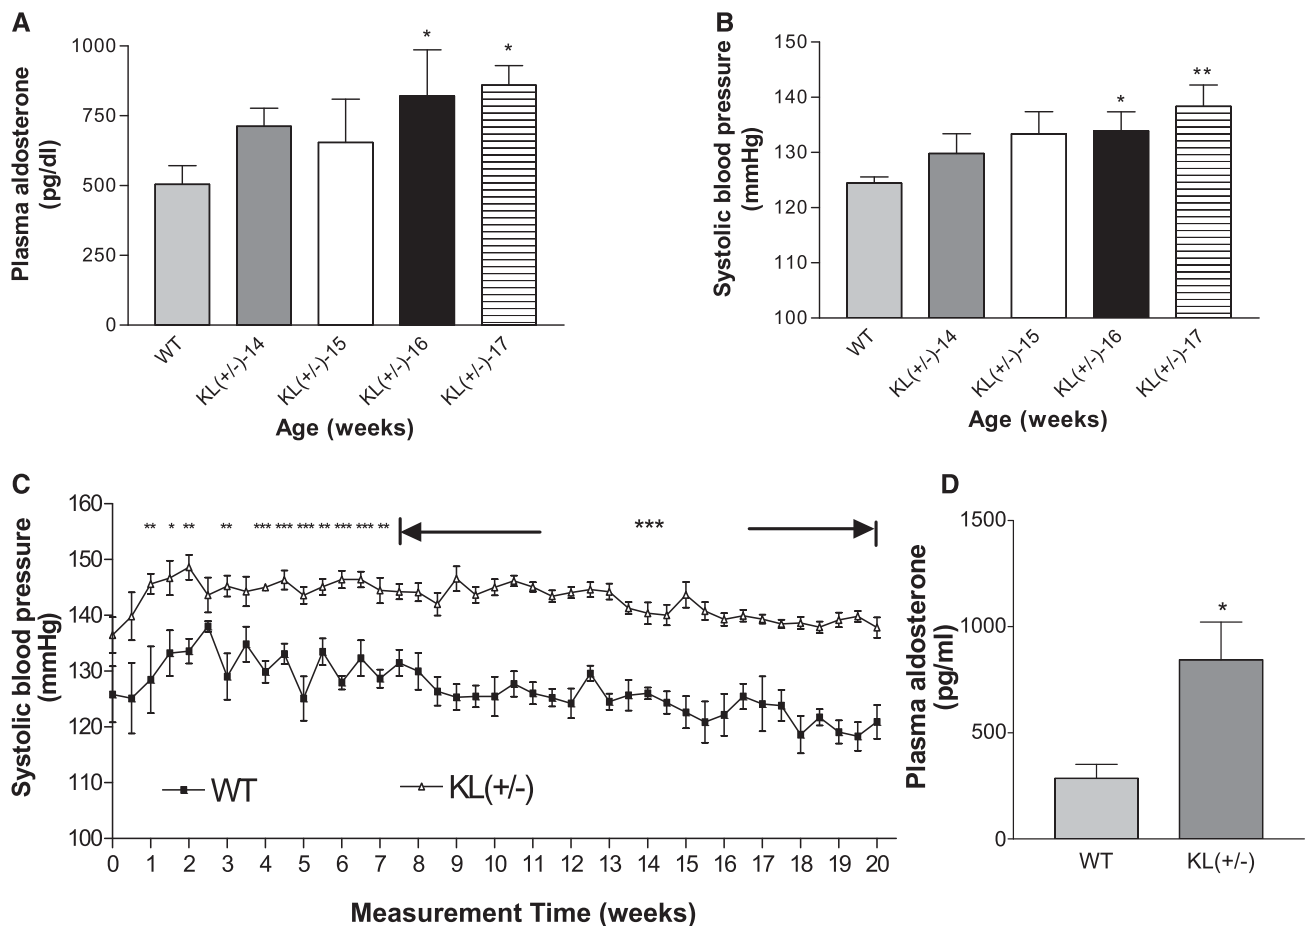 A
Plasma aldosterone
(pg/dl)
1000
750
500
250
0
*
*
WT
KL(+/-)-14
KL(+/-)-15
KL(+/-)-16
KL(+/-)-17
Age (weeks)
B
Systolic blood pressure
(mmHg)
150
140
130
120
110
100
*
**
WT
KL(+/-)-14
KL(+/-)-15
KL(+/-)-16
KL(+/-)-17
Age (weeks)
C
Systolic blood pressure
(mmHg)
160
150
140
130
120
110
100
** * ** ** *** *** *** ** *** *** **
***
WT
KL(+/-)
0 1 2 3 4 5 6 7 8 9 10 11 12 13 14 15 16 17 18 19 20
Measurement Time (weeks)
D
Plasma aldosterone
(pg/ml)
1500
1000
500
0
*
WT
KL(+/-)